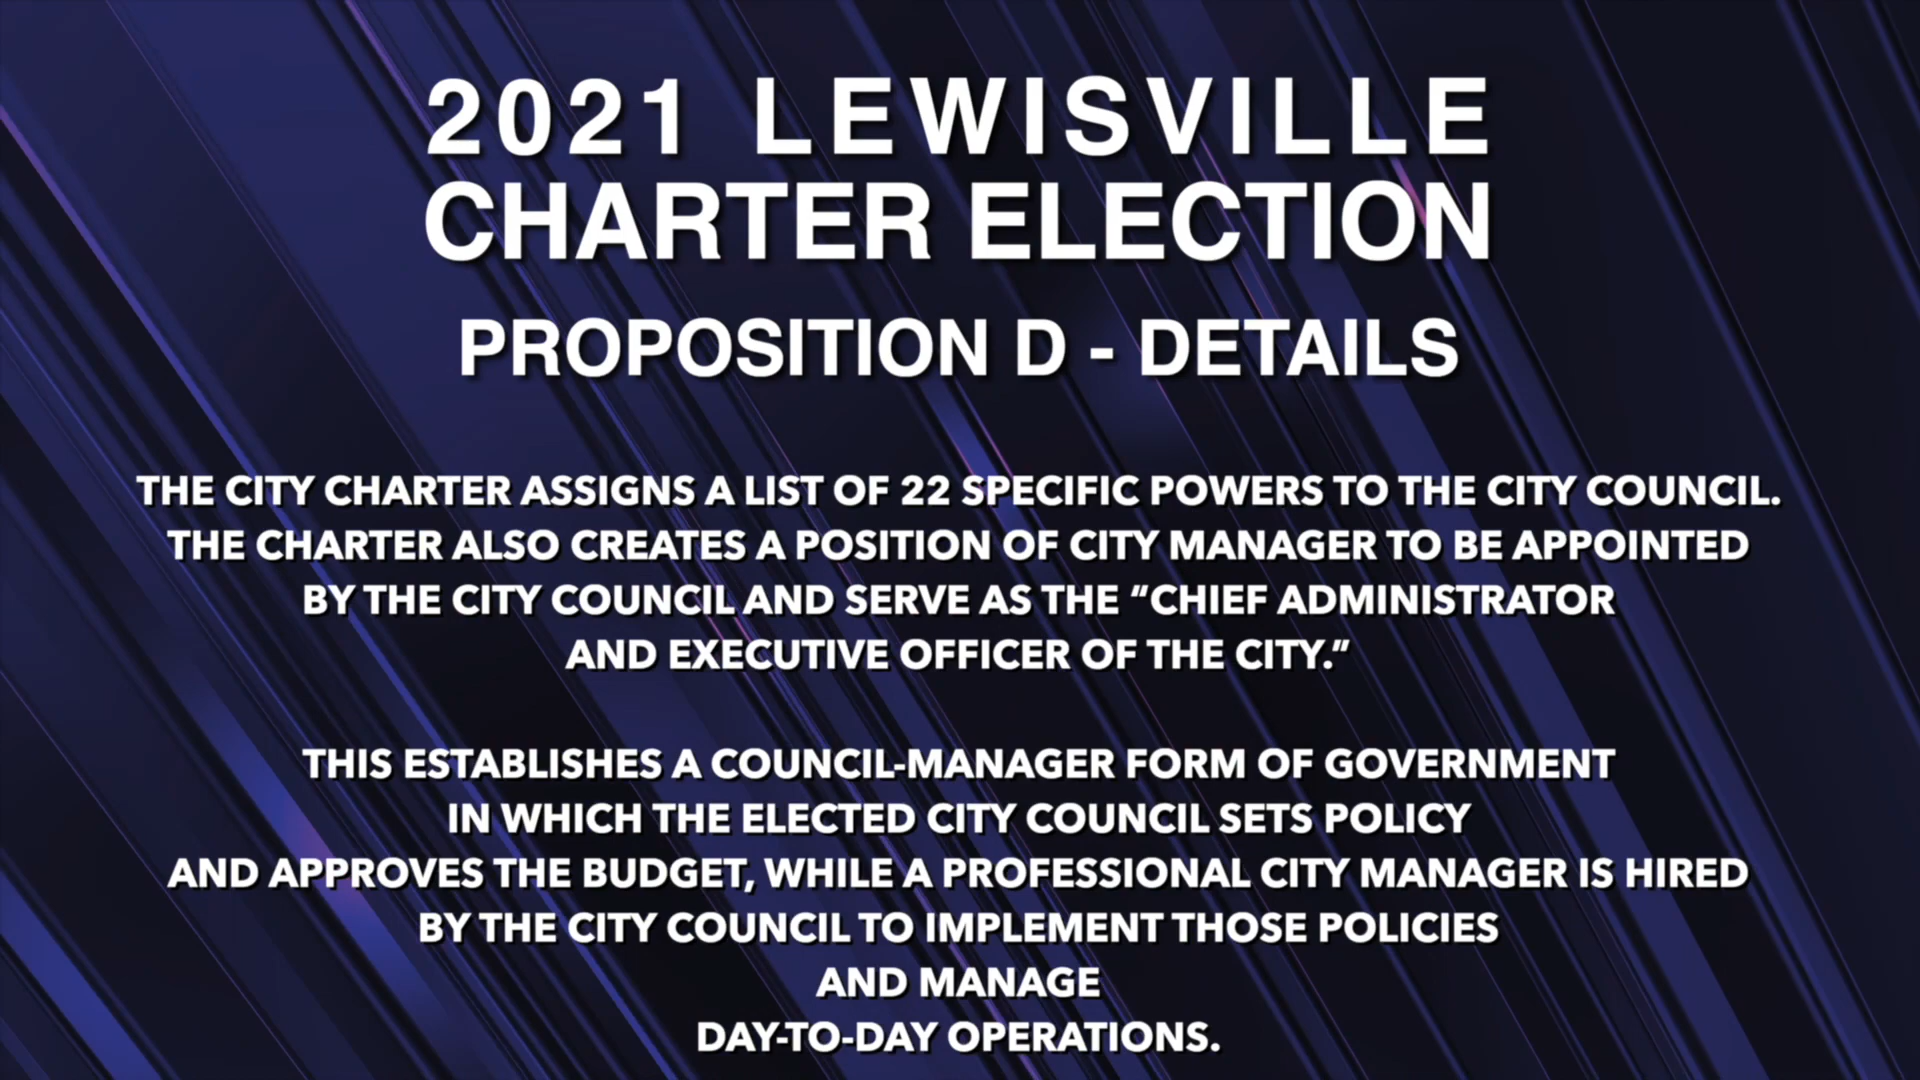 2021 LEWISVILLE
CHARTER ELECTION
PROPOSITION D - DETAILS
THE CITY CHARTER ASSIGNS A LIST OF 22 SPECIFIC POWERS TO THE CITY COUNCIL.
THE CHARTER ALSO CREATES A POSITION OF CITY MANAGER TO BE APPOINTED
BY THE CITY COUNCIL AND SERVE AS THE “CHIEF ADMINISTRATOR
AND EXECUTIVE OFFICER OF THE CITY.”
THIS ESTABLISHES A COUNCIL-MANAGER FORM OF GOVERNMENT
IN WHICH THE ELECTED CITY COUNCIL SETS POLICY
AND APPROVES THE BUDGET, WHILE A PROFESSIONAL CITY MANAGER IS HIRED
BY THE CITY COUNCIL TO IMPLEMENT THOSE POLICIES
AND MANAGE
DAY-TO-DAY OPERATIONS.